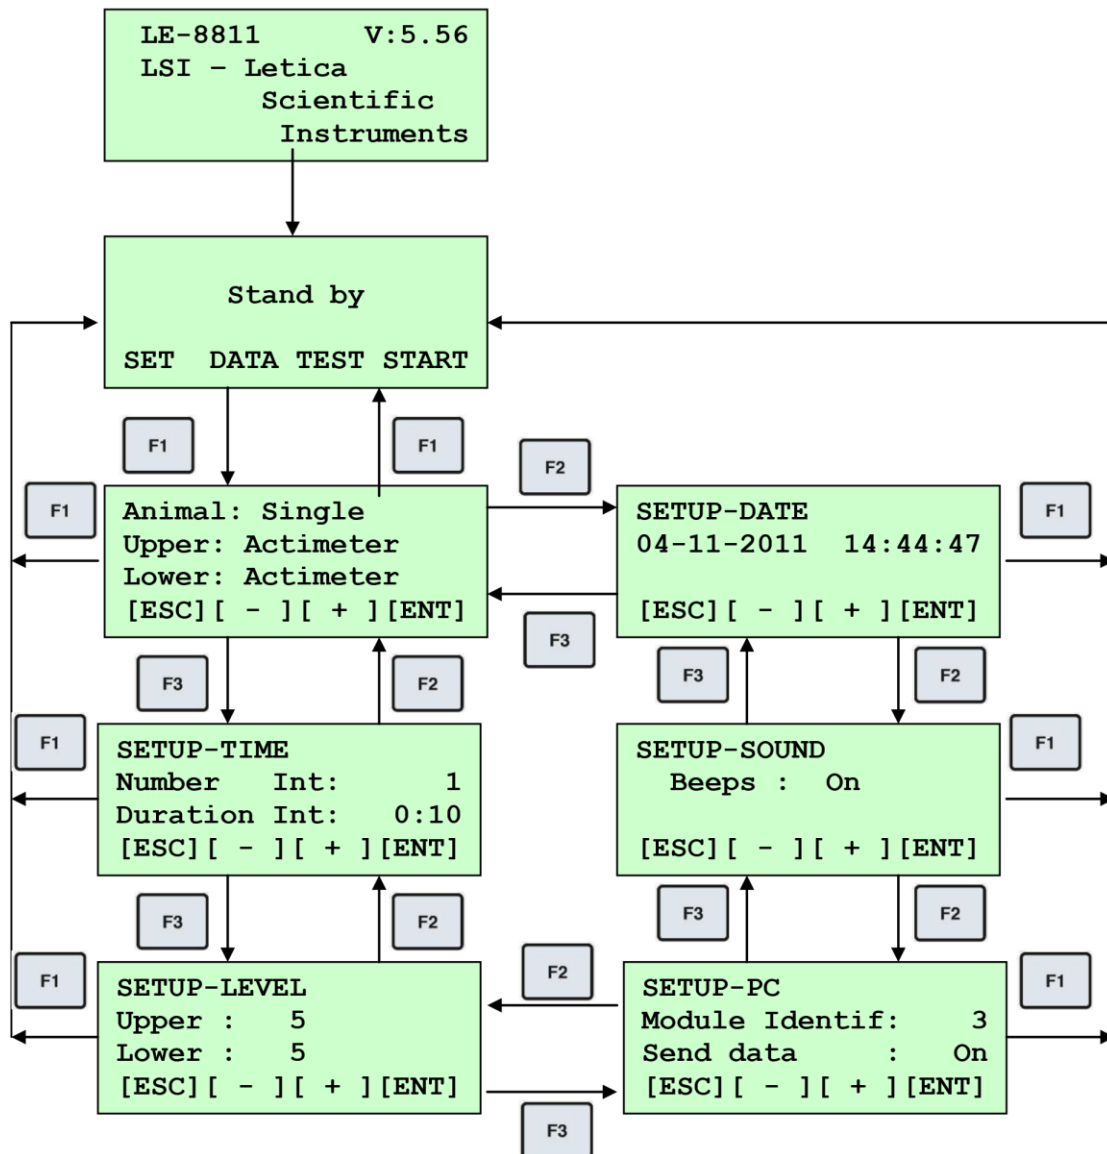 LE-8811 V:5.56
LSI – Letica
Scientific
Instruments
Stand by
SET DATA TEST START
F1
F1
F2
F1
Animal: Single
Upper: Actimeter
Lower: Actimeter
[ESC][ - ][ + ][ENT]
SETUP-DATE
04-11-2011 14:44:47
[ESC][ - ][ + ][ENT]
F1
F3
F3
F2
F3
F2
F1
SETUP-TIME
Number Int: 1
Duration Int: 0:10
[ESC][ - ][ + ][ENT]
SETUP-SOUND
Beeps : On
[ESC][ - ][ + ][ENT]
F1
F3
F2
F3
F2
F1
SETUP-LEVEL
Upper : 5
Lower : 5
[ESC][ - ][ + ][ENT]
F2
SETUP-PC
Module Identif: 3
Send data : On
[ESC][ - ][ + ][ENT]
F1
F3